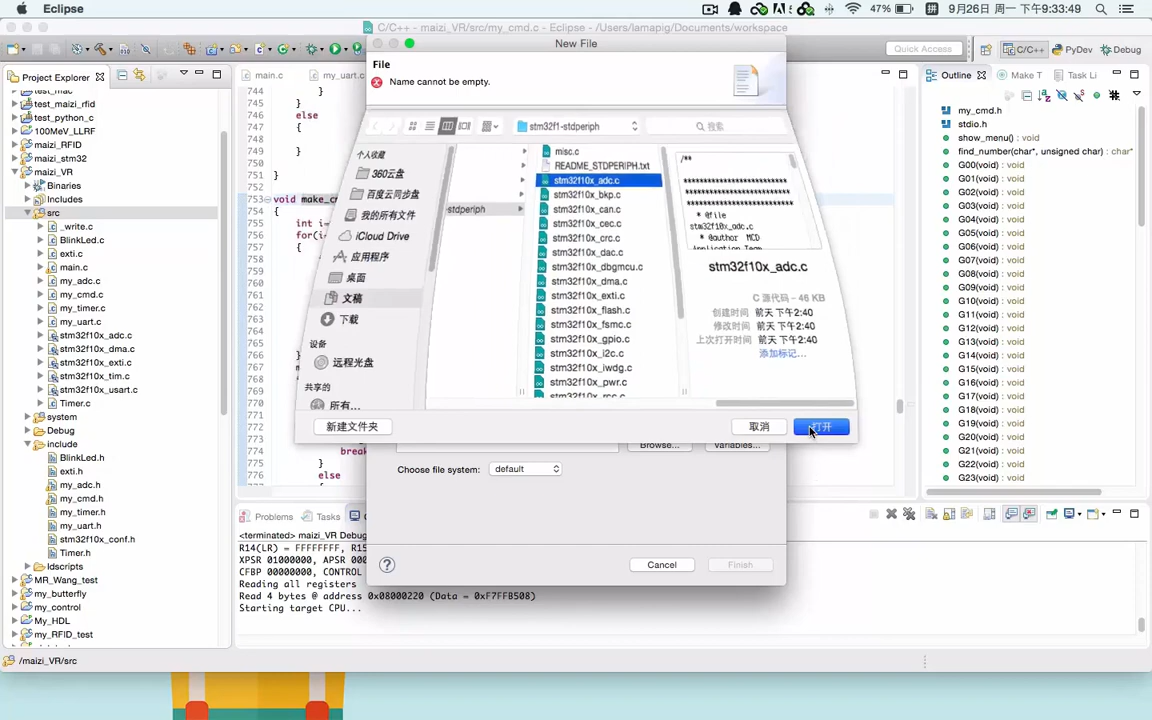 Eclipse
47%
9月26日 周一 下午9:33:49
C/C++ - maizi_VR/src/my_cmd.c - Eclipse - /Users/lamapig/Documents/workspace
Quick Access
C/C++
PyDev
Debug
Project Explorer
test_mac
test_maizi_rfid
test_python_c
100MeV_LLRF
maizi_RFID
maizi_stm32
maizi_VR
Binaries
Includes
src
_write.c
BlinkLed.c
exti.c
main.c
my_adc.c
my_cmd.c
my_timer.c
my_uart.c
stm32f10x_adc.c
stm32f10x_dma.c
stm32f10x_exti.c
stm32f10x_tim.c
stm32f10x_usart.c
Timer.c
system
Debug
include
BlinkLed.h
exti.h
my_adc.h
my_cmd.h
my_timer.h
my_uart.h
stm32f10x_conf.h
Timer.h
ldscripts
MR_Wang_test
my_butterfly
my_control
My_HDL
my_RFID_test
/maizi_VR/src
main.c
my_uart.c
744 }
745 }
746 else
747 {
748
749 }
750
751 }
752
753 void make_c
754 {
755 int i=
756 for(i
757 {
758
759
760
761
762
763
764
765
766 }
767
768
769
770
771
772
773
774 break
775 }
776 else
777 {
New File
File
Name cannot be empty.
stm32f1-stdperiph
搜索
个人收藏
360云盘
百度云同步盘
我的所有文件
iCloud Drive
应用程序
桌面
文稿
下载
设备
远程光盘
共享的
所有...
stdperiph
misc.c
README_STDPERIPH.txt
stm32f10x_adc.c
stm32f10x_bkp.c
stm32f10x_can.c
stm32f10x_cec.c
stm32f10x_crc.c
stm32f10x_dac.c
stm32f10x_dbgmcu.c
stm32f10x_dma.c
stm32f10x_exti.c
stm32f10x_flash.c
stm32f10x_fsmc.c
stm32f10x_gpio.c
stm32f10x_i2c.c
stm32f10x_iwdg.c
stm32f10x_pwr.c
stm32f10x_rcc.c
/**
* @file
stm32f10x_adc.c
* @author MCD
Application Team
stm32f10x_adc.c
C 源代码 - 46 KB
创建时间 前天 下午2:40
修改时间 前天 下午2:40
上次打开时间 前天 下午2:40
添加标记...
新建文件夹
取消
打开
Browse...
Variables...
Choose file system:
default
Cancel
Finish
Outline
Make T
Task Li
my_cmd.h
stdio.h
show_menu() : void
find_number(char*, unsigned char) : char*
G00(void) : void
G01(void) : void
G02(void) : void
G03(void) : void
G04(void) : void
G05(void) : void
G06(void) : void
G07(void) : void
G08(void) : void
G09(void) : void
G10(void) : void
G11(void) : void
G12(void) : void
G13(void) : void
G14(void) : void
G15(void) : void
G16(void) : void
G17(void) : void
G18(void) : void
G19(void) : void
G20(void) : void
G21(void) : void
G22(void) : void
G23(void) : void
Problems
Tasks
<terminated> maizi_VR Debug
R14(LR) = FFFFFFFF, R15
XPSR 01000000, APSR 000
CFBP 00000000, CONTROL
Reading all registers
Read 4 bytes @ address 0x08000220 (Data = 0xF7FFB508)
Starting target CPU...